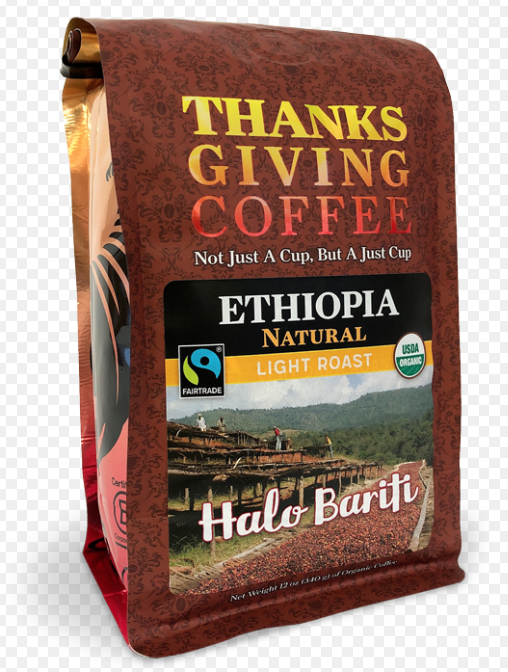 THANKS
GIVING
COFFEE
Not Just A Cup, But A Just Cup
ETHIOPIA
NATURAL
LIGHT ROAST
USDA
ORGANIC
FAIRTRADE
®
Halo Bariti
Net Weight 12 oz (340 g) of Organic Coffee